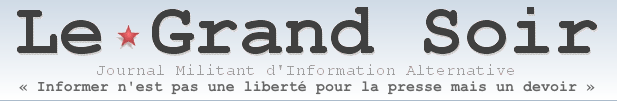 Le Grand Soir
Journal Militant d'Information Alternative
« Informer n'est pas une liberté pour la presse mais un devoir »